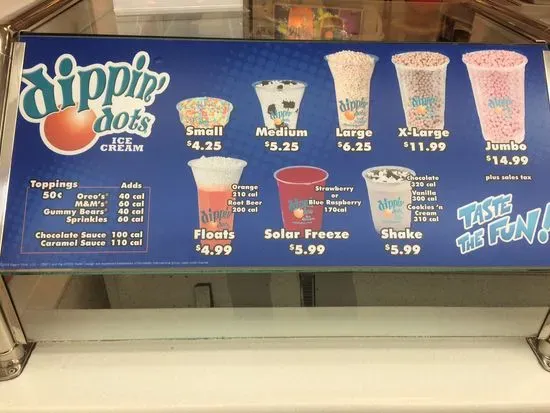 dippin'
dots
ICE
CREAM
Small
$4.25
Medium
$5.25
Large
$6.25
X-Large
$11.99
Jumbo
$14.99
plus sales tax
Toppings Adds
50¢ Oreo's® 40 cal
M&M's® 60 cal
Gummy Bears® 40 cal
Sprinkles 60 cal
Chocolate Sauce 100 cal
Caramel Sauce 110 cal
Orange
210 cal
Root Beer
200 cal
Floats
$4.99
Strawberry
or
Blue Raspberry
170cal
Solar Freeze
$5.99
Chocolate
320 cal
Vanilla
300 cal
Cookies 'n
Cream
310 cal
Shake
$5.99
TASTE
THE FUN!